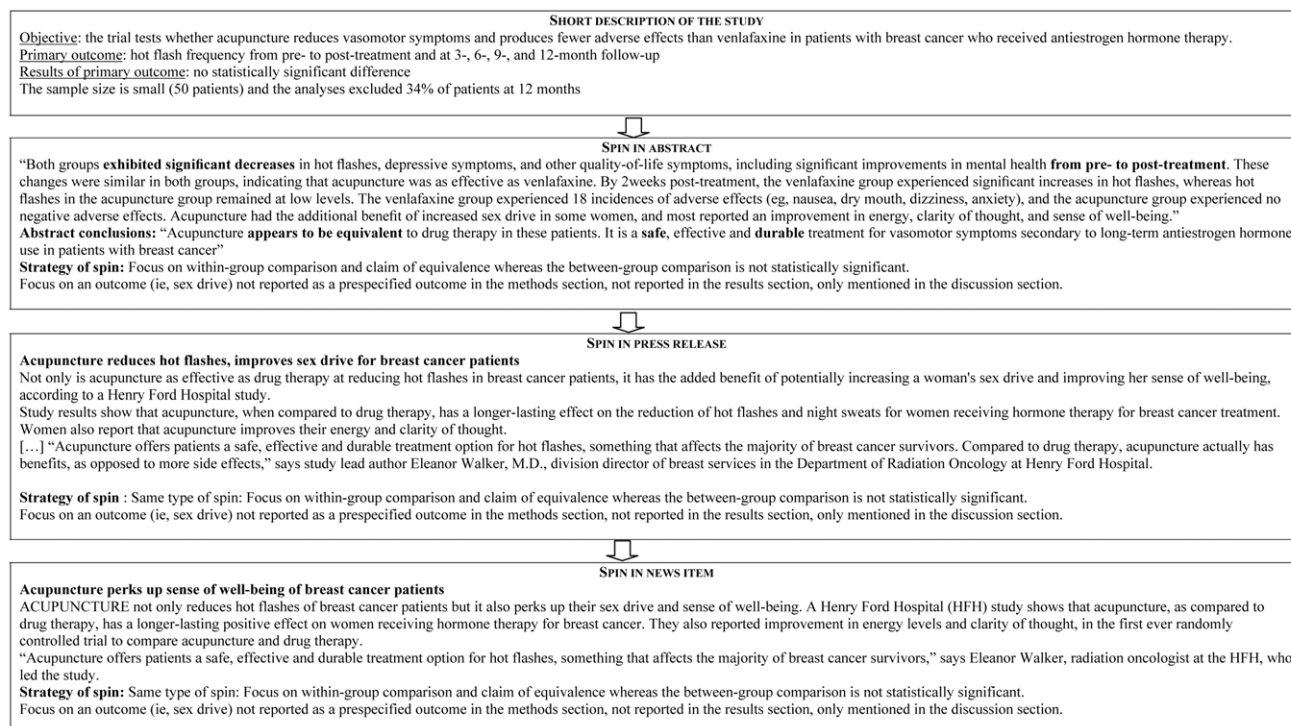 SHORT DESCRIPTION OF THE STUDY
Objective: the trial tests whether acupuncture reduces vasomotor symptoms and produces fewer adverse effects than venlafaxine in patients with breast cancer who received antiestrogen hormone therapy.
Primary outcome: hot flash frequency from pre- to post-treatment and at 3-, 6-, 9-, and 12-month follow-up
Results of primary outcome: no statistically significant difference
The sample size is small (50 patients) and the analyses excluded 34% of patients at 12 months
SPIN IN ABSTRACT
“Both groups exhibited significant decreases in hot flashes, depressive symptoms, and other quality-of-life symptoms, including significant improvements in mental health from pre- to post-treatment. These
changes were similar in both groups, indicating that acupuncture was as effective as venlafaxine. By 2weeks post-treatment, the venlafaxine group experienced significant increases in hot flashes, whereas hot
flashes in the acupuncture group remained at low levels. The venlafaxine group experienced 18 incidences of adverse effects (eg, nausea, dry mouth, dizziness, anxiety), and the acupuncture group experienced no
negative adverse effects. Acupuncture had the additional benefit of increased sex drive in some women, and most reported an improvement in energy, clarity of thought, and sense of well-being.”
Abstract conclusions: “Acupuncture appears to be equivalent to drug therapy in these patients. It is a safe, effective and durable treatment for vasomotor symptoms secondary to long-term antiestrogen hormone
use in patients with breast cancer”
Strategy of spin: Focus on within-group comparison and claim of equivalence whereas the between-group comparison is not statistically significant.
Focus on an outcome (ie, sex drive) not reported as a prespecified outcome in the methods section, not reported in the results section, only mentioned in the discussion section.
SPIN IN PRESS RELEASE
Acupuncture reduces hot flashes, improves sex drive for breast cancer patients
Not only is acupuncture as effective as drug therapy at reducing hot flashes in breast cancer patients, it has the added benefit of potentially increasing a woman's sex drive and improving her sense of well-being,
according to a Henry Ford Hospital study.
Study results show that acupuncture, when compared to drug therapy, has a longer-lasting effect on the reduction of hot flashes and night sweats for women receiving hormone therapy for breast cancer treatment.
Women also report that acupuncture improves their energy and clarity of thought.
[…] “Acupuncture offers patients a safe, effective and durable treatment option for hot flashes, something that affects the majority of breast cancer survivors. Compared to drug therapy, acupuncture actually has
benefits, as opposed to more side effects,” says study lead author Eleanor Walker, M.D., division director of breast services in the Department of Radiation Oncology at Henry Ford Hospital.
Strategy of spin : Same type of spin: Focus on within-group comparison and claim of equivalence whereas the between-group comparison is not statistically significant.
Focus on an outcome (ie, sex drive) not reported as a prespecified outcome in the methods section, not reported in the results section, only mentioned in the discussion section.
SPIN IN NEWS ITEM
Acupuncture perks up sense of well-being of breast cancer patients
ACUPUNCTURE not only reduces hot flashes of breast cancer patients but it also perks up their sex drive and sense of well-being. A Henry Ford Hospital (HFH) study shows that acupuncture, as compared to
drug therapy, has a longer-lasting positive effect on women receiving hormone therapy for breast cancer. They also reported improvement in energy levels and clarity of thought, in the first ever randomly
controlled trial to compare acupuncture and drug therapy.
“Acupuncture offers patients a safe, effective and durable treatment option for hot flashes, something that affects the majority of breast cancer survivors,” says Eleanor Walker, radiation oncologist at the HFH, who
led the study.
Strategy of spin: Same type of spin: Focus on within-group comparison and claim of equivalence whereas the between-group comparison is not statistically significant.
Focus on an outcome (ie, sex drive) not reported as a prespecified outcome in the methods section, not reported in the results section, only mentioned in the discussion section.